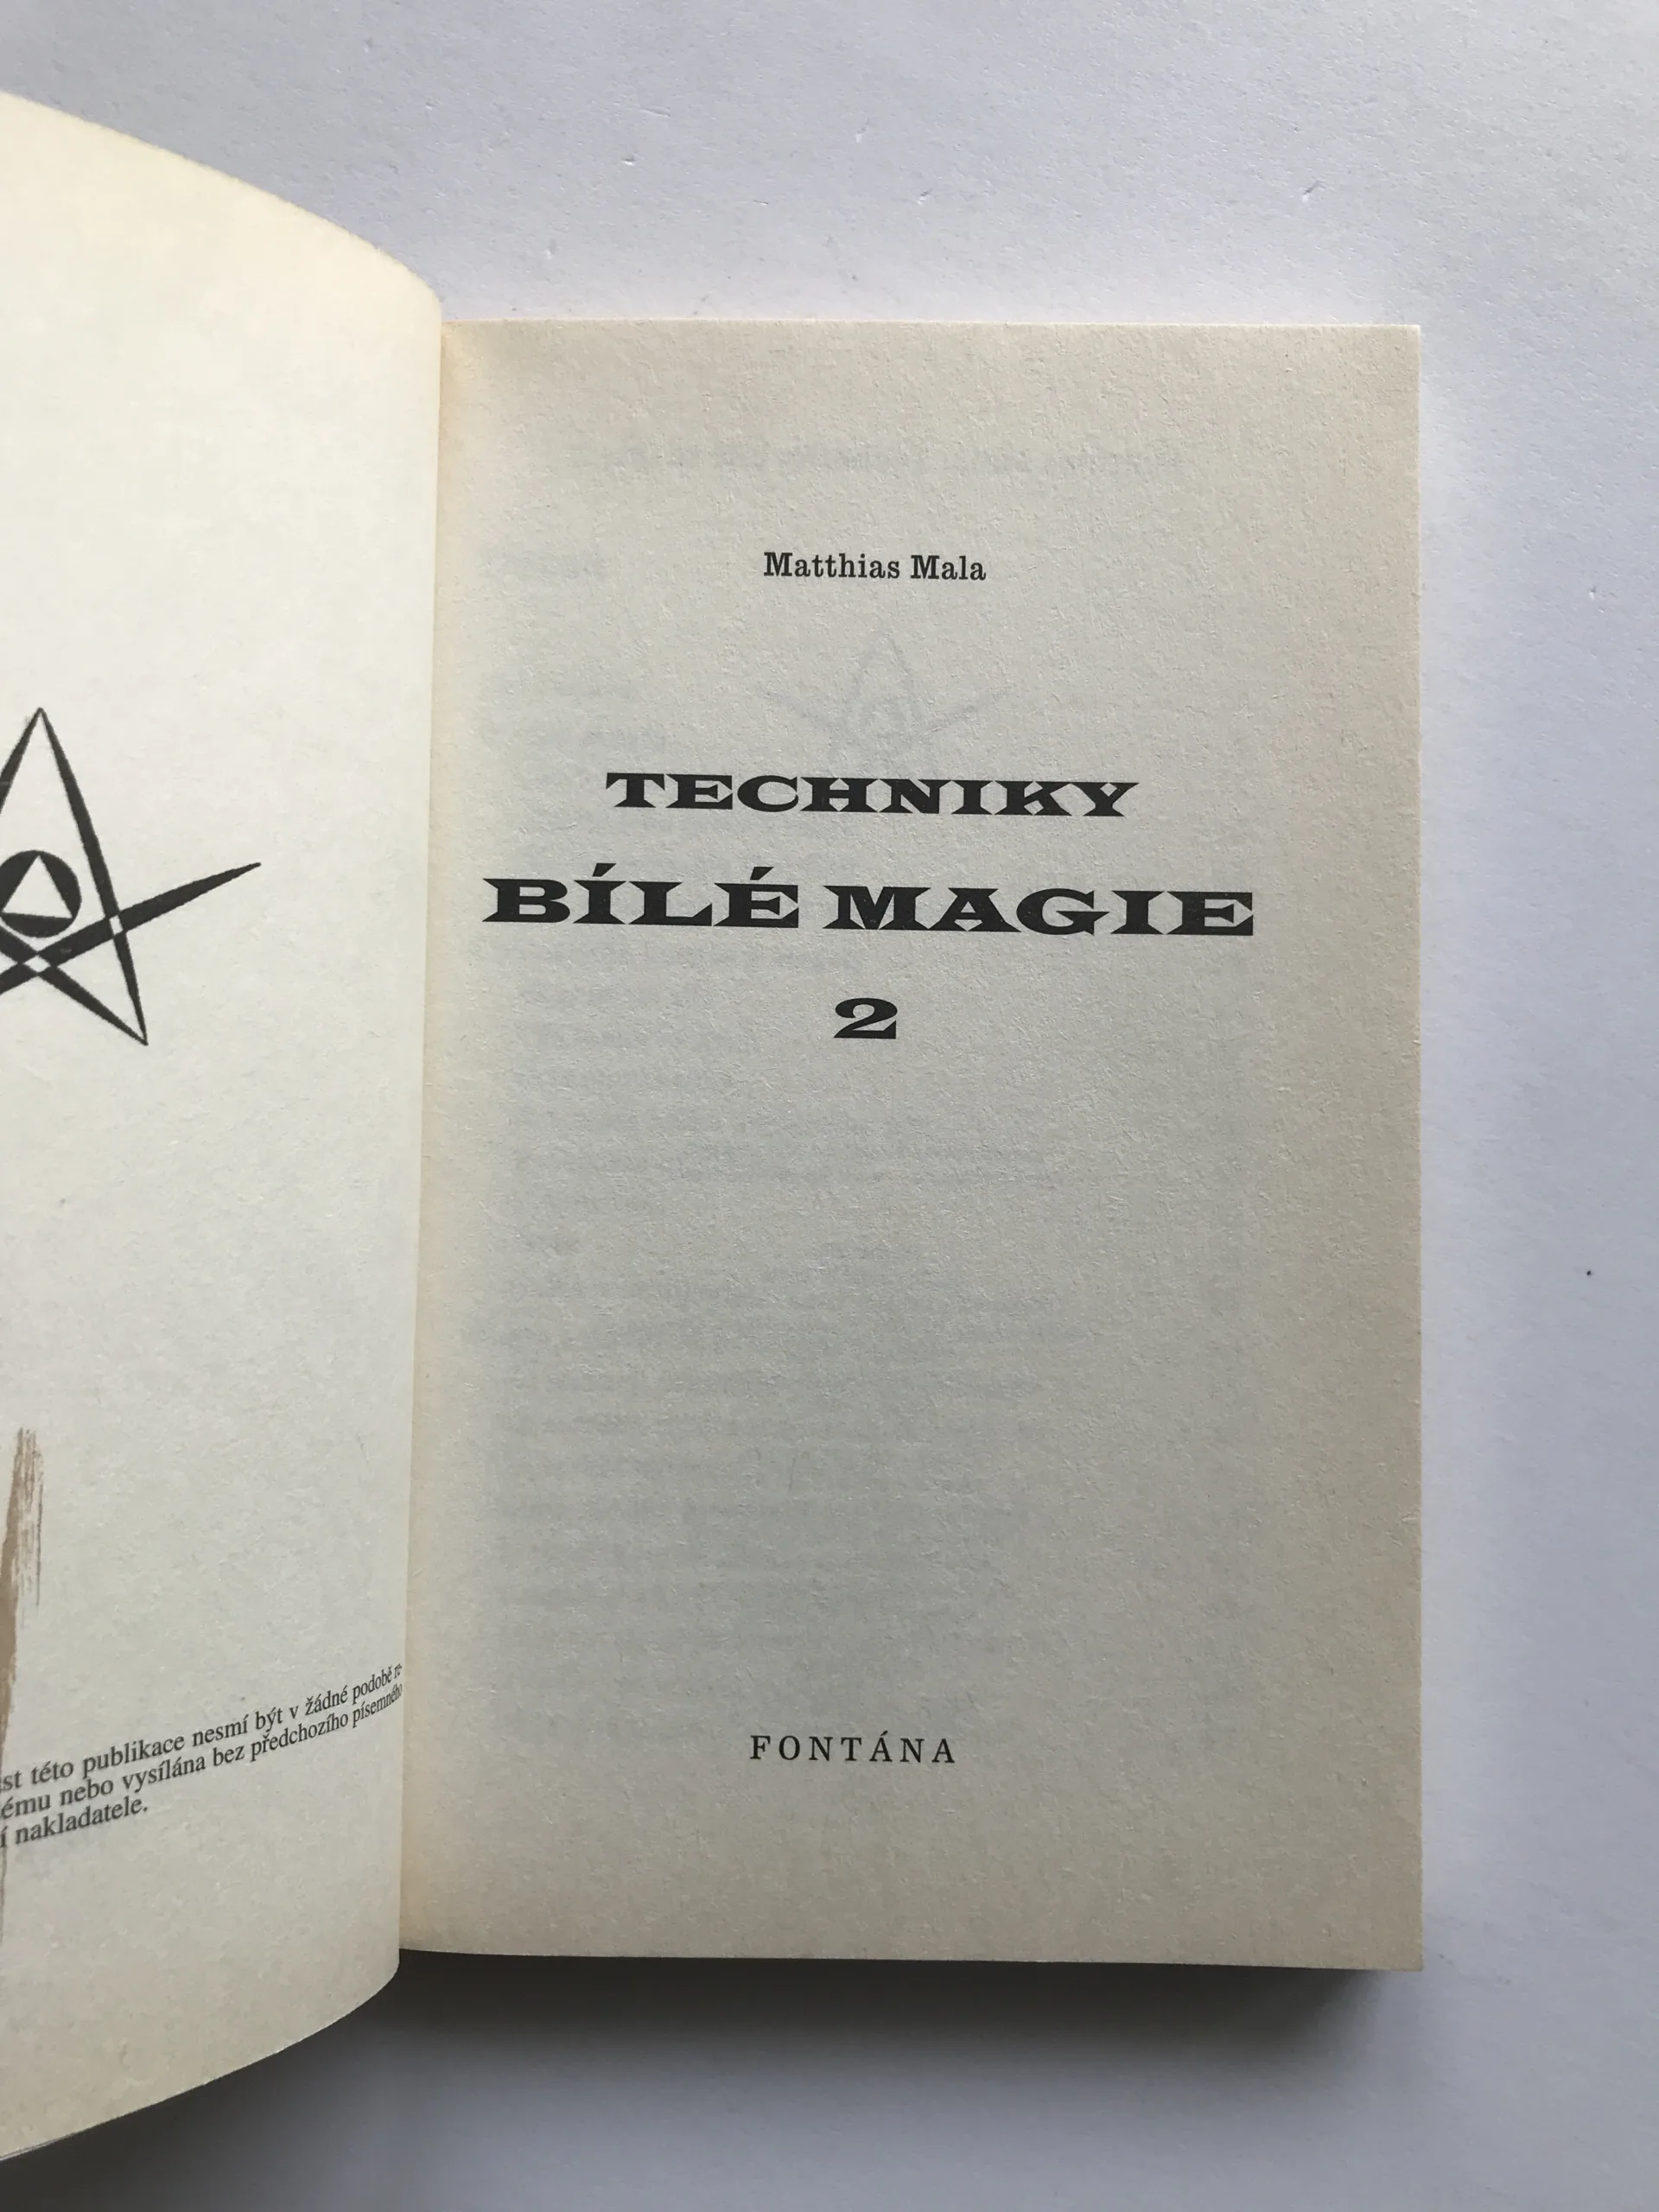 st této publikace nesmí být v žádné podobě re-
ému nebo vysílána bez předchozího písemného
í nakladatele.
Matthias Mala
TECHNIKY
BÍLÉ MAGIE
2
FONTÁNA